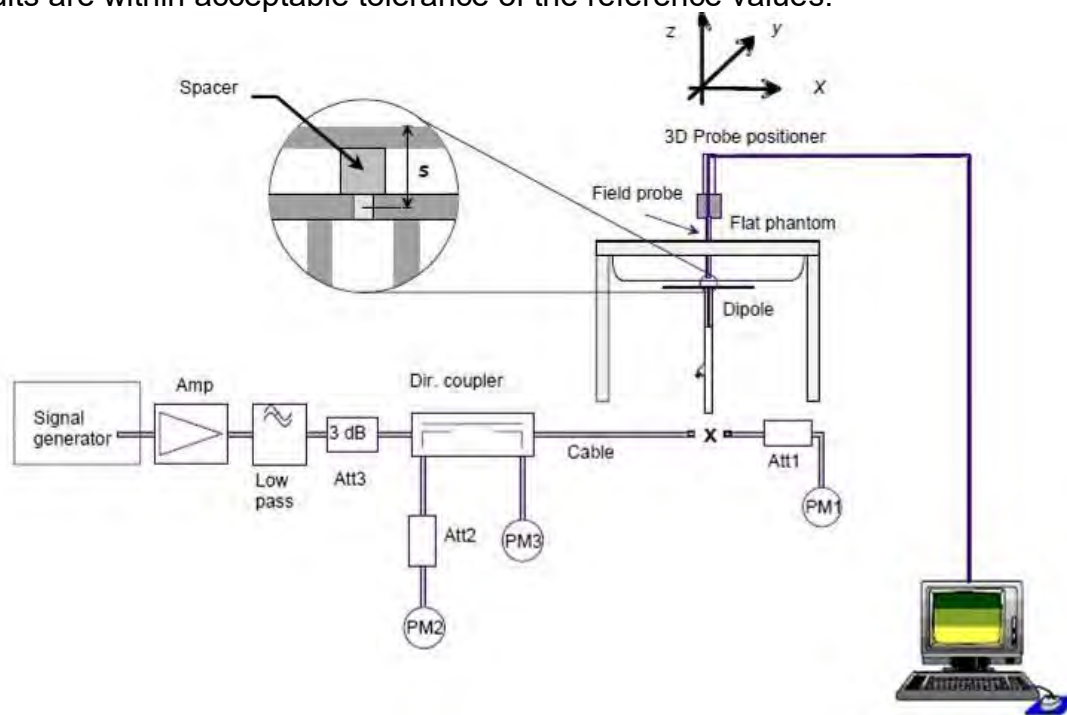 z
y
x
Spacer
s
3D Probe positioner
Field probe
Flat phantom
Dipole
Dir. coupler
Amp
Signal
generator
3 dB
Cable
x
Att1
Low
pass
Att3
Att2
PM1
PM3
PM2
are within acceptable tolerance of the reference values.